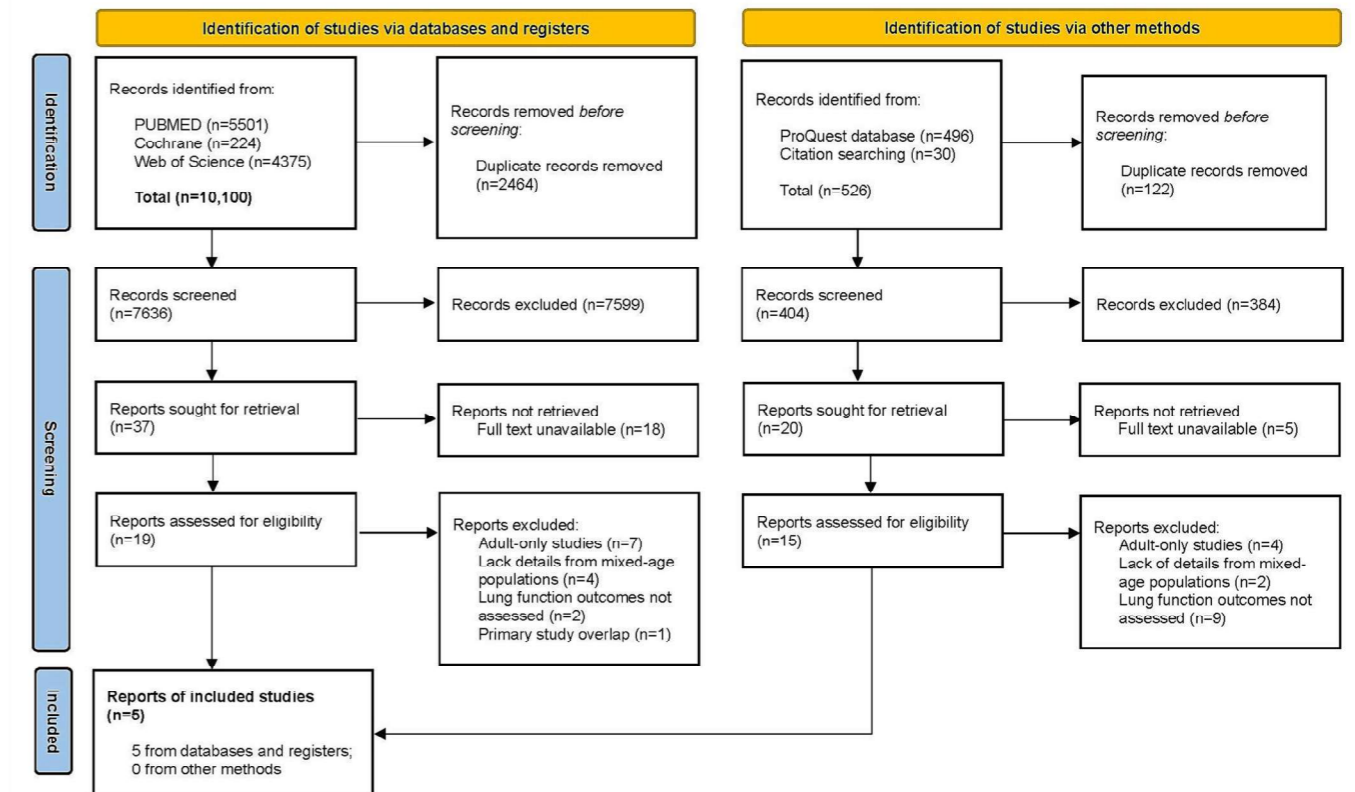 Identification of studies via databases and registers
Identification of studies via other methods
Identification
Records identified from:
PUBMED (n=5501)
Cochrane (n=224)
Web of Science (n=4375)
Total (n=10,100)
Records removed before
screening:
Duplicate records removed
(n=2464)
Records identified from:
ProQuest database (n=496)
Citation searching (n=30)
Total (n=526)
Records removed before
screening:
Duplicate records removed
(n=122)
Screening
Records screened
(n=7636)
Records excluded (n=7599)
Records screened
(n=404)
Records excluded (n=384)
Reports sought for retrieval
(n=37)
Reports not retrieved
Full text unavailable (n=18)
Reports sought for retrieval
(n=20)
Reports not retrieved
Full text unavailable (n=5)
Reports assessed for eligibility
(n=19)
Reports excluded:
Adult-only studies (n=7)
Lack details from mixed-age
populations (n=4)
Lung function outcomes not
assessed (n=2)
Primary study overlap (n=1)
Reports assessed for eligibility
(n=15)
Reports excluded:
Adult-only studies (n=4)
Lack of details from mixed-
age populations (n=2)
Lung function outcomes not
assessed (n=9)
Included
Reports of included studies
(n=5)
5 from databases and registers;
0 from other methods